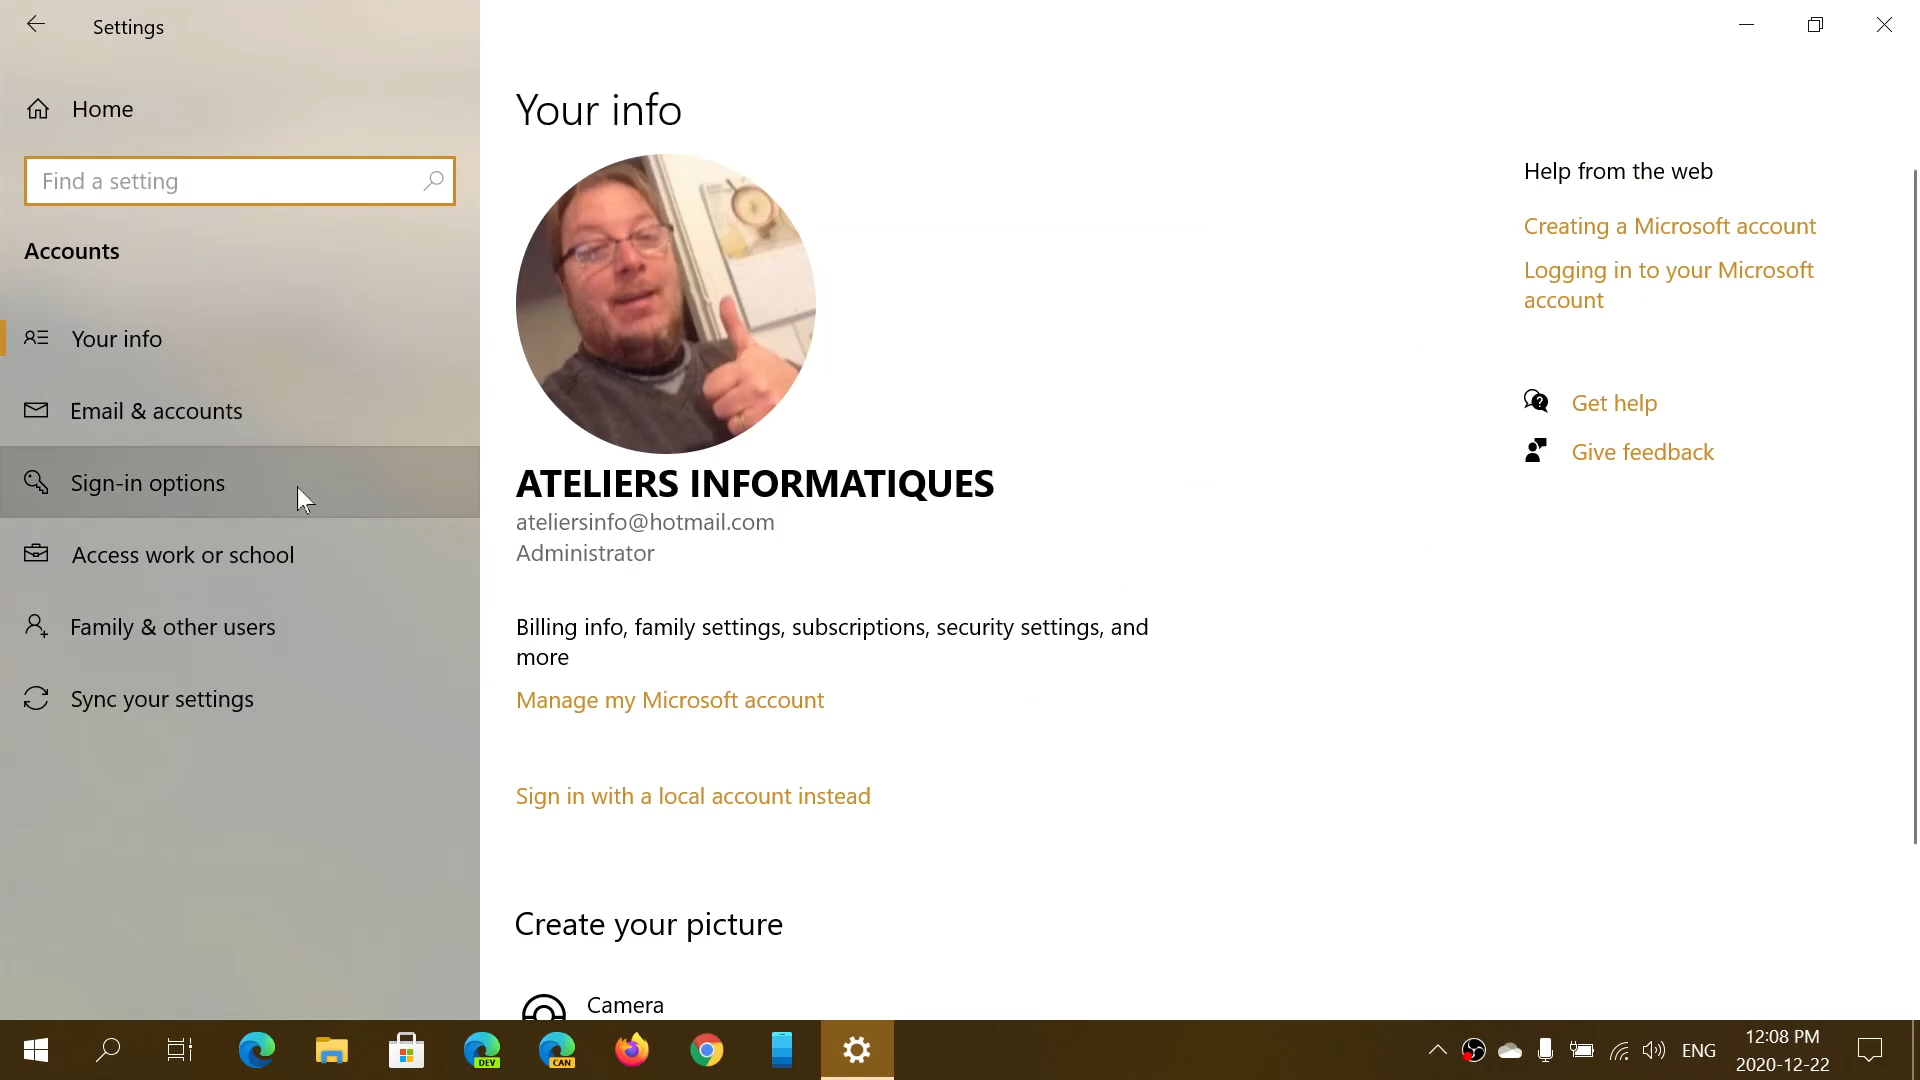 Settings
Home
Find a setting
Accounts
Your info
Email & accounts
Sign-in options
Access work or school
Family & other users
Sync your settings
Your info
ATELIERS INFORMATIQUES
ateliersinfo@hotmail.com
Administrator
Billing info, family settings, subscriptions, security settings, and
more
Manage my Microsoft account
Sign in with a local account instead
Create your picture
Camera
Help from the web
Creating a Microsoft account
Logging in to your Microsoft
account
Get help
Give feedback
DEV
CAN
ENG
12:08 PM
2020-12-22